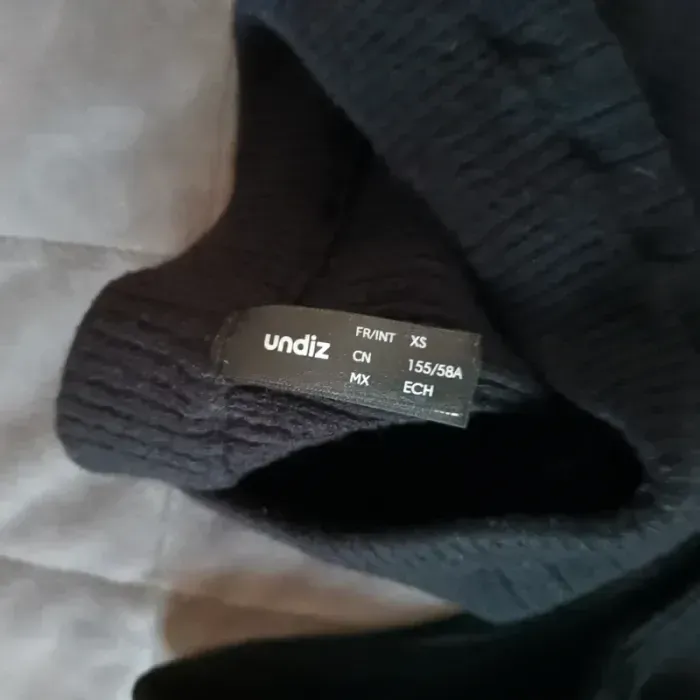 undiz
FR/INT XS
CN 155/58A
MX ECH